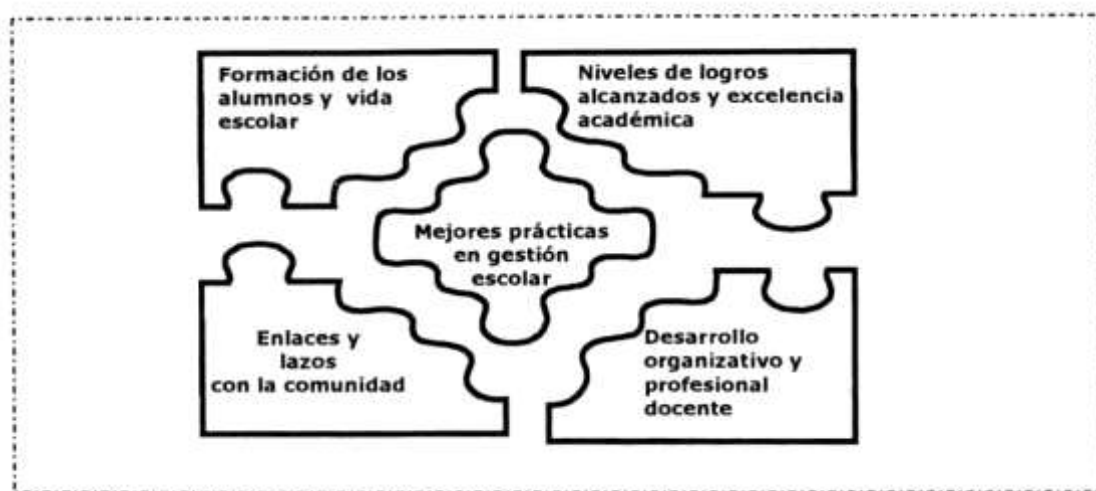 Formación de los
alumnos y vida
escolar
Niveles de logros
alcanzados y excelencia
académica
Mejores prácticas
en gestión
escolar
Enlaces y
lazos
con la comunidad
Desarrollo
organizativo y
profesional
docente